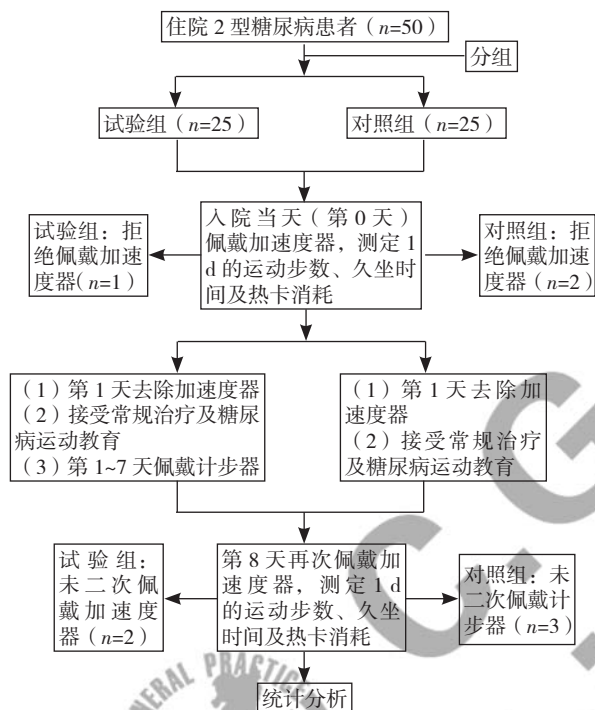 住院 2 型糖尿病患者（n=50）
分组
试验组（n=25）
对照组（n=25）
试验组：拒
绝佩戴加速
度器（n=1）
入院当天（第 0 天）
佩戴加速度器，测定 1
d 的运动步数、久坐时
间及热卡消耗
对照组：拒
绝佩戴加速
度器（n=2）
（1）第 1 天去除加速度器
（2）接受常规治疗及糖尿
病运动教育
（3）第 1~7 天佩戴计步器
（1）第 1 天去除加
速度器
（2）接受常规治疗
及糖尿病运动教育
试验组：
未二次佩
戴加速度
器（n=2）
第 8 天再次佩戴加
速度器，测定 1 d
的运动步数、久坐
时间及热卡消耗
对照组：未
二次佩戴计
步器（n=3）
统计分析